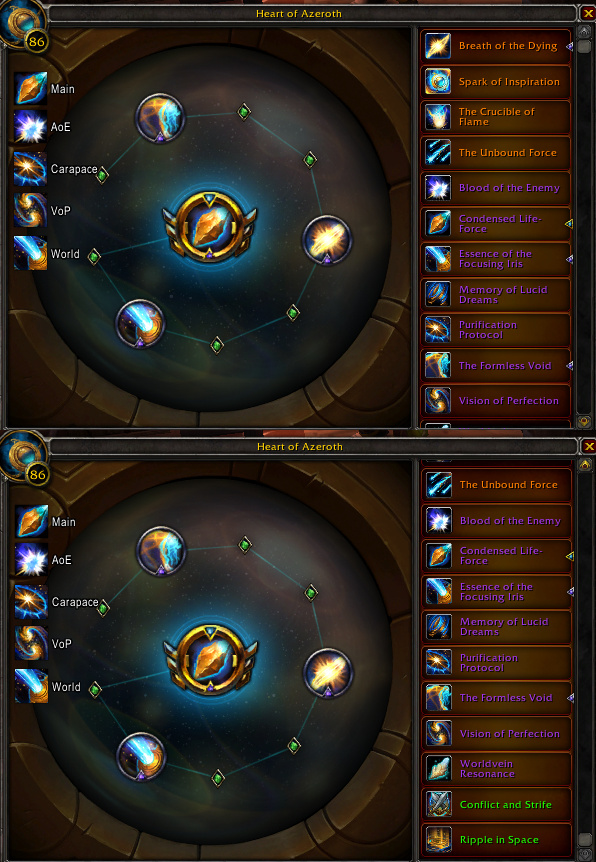 Heart of Azeroth
86
Main
AoE
Carapace
VoP
World
Breath of the Dying
Spark of Inspiration
The Crucible of
Flame
The Unbound Force
Blood of the Enemy
Condensed Life-
Force
Essence of the
Focusing Iris
Memory of Lucid
Dreams
Purification
Protocol
The Formless Void
Vision of Perfection
Heart of Azeroth
86
Main
AoE
Carapace
VoP
World
The Unbound Force
Blood of the Enemy
Condensed Life-
Force
Essence of the
Focusing Iris
Memory of Lucid
Dreams
Purification
Protocol
The Formless Void
Vision of Perfection
Worldvein
Resonance
Conflict and Strife
Ripple in Space